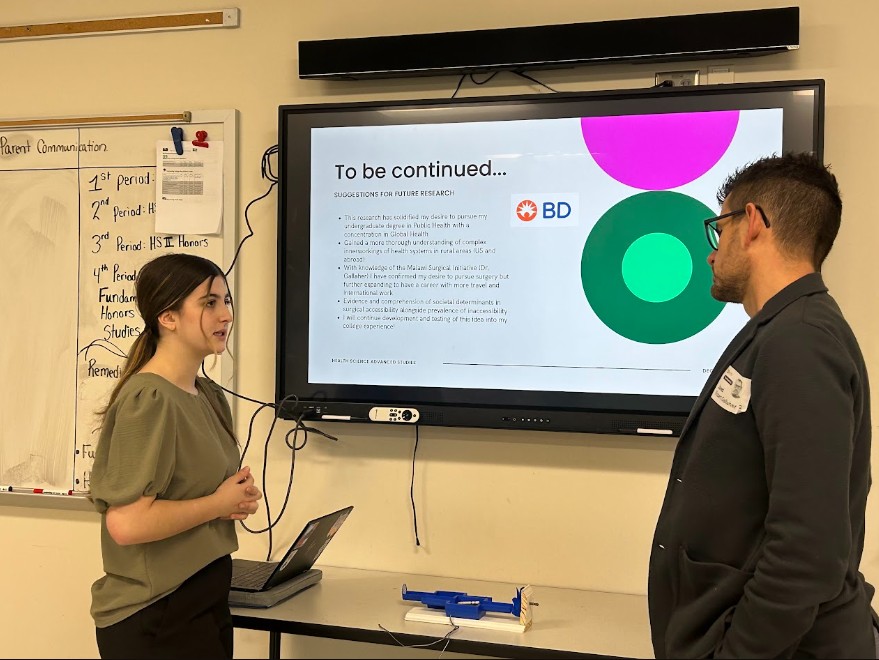 Parent Communication
1st Period:
2nd Period: HS
3rd Period: HS II Honors
4th Period
Fundam
Honors
Studies
Remedi
Fu
H
To be continued...
SUGGESTIONS FOR FUTURE RESEARCH
BD
• This research has solidified my desire to pursue my
undergraduate degree in Public Health with a
concentration in Global Health
• Gained a more thorough understanding of complex
innerworkings of health systems in rural areas (US and
abroad)
• With knowledge of the Malawi Surgical Initiative (Dr.
Gallaher) I have confirmed my desire to pursue surgery but
further expanding to have a career with more travel and
international work
• Evidence and comprehension of societal determinants in
surgical accessibility alongside prevalence of inaccessibility
• I will continue development and testing of this idea into my
college experience!
HEALTH SCIENCE ADVANCED STUDIES